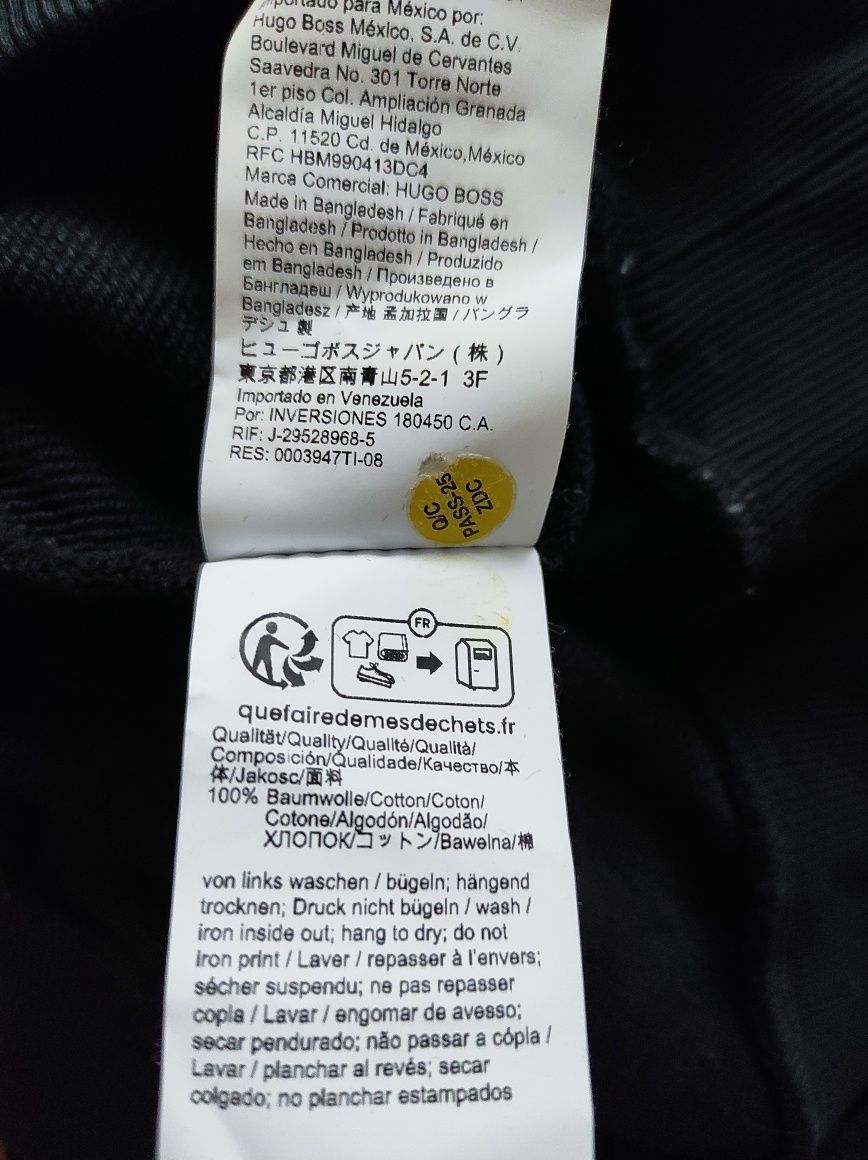 Importado para México por:
Hugo Boss México, S.A. de C.V.
Boulevard Miguel de Cervantes
Saavedra No. 301 Torre Norte
1er piso Col. Ampliación Granada
Alcaldía Miguel Hidalgo
C.P. 11520 Cd. de México,México
RFC HBM990413DC4
Marca Comercial: HUGO BOSS
Made in Bangladesh / Fabriqué en
Bangladesh / Prodotto in Bangladesh /
Hecho en Bangladesh / Produzido
em Bangladesh / Произведено в
Бангладеш / Wyprodukowano w
Bangladesz / 产地 孟加拉国 / バングラ
デシュ 製
ヒューゴボスジャパン ( 株 )
東京都港区南青山5-2-1 3F
Importado en Venezuela
Por: INVERSIONES 180450 C.A.
RIF: J-29528968-5
RES: 0003947TI-08
Q/C
PASS-25
ZDC
FR
quefairedemesdechets.fr
Qualität/Quality/Qualité/Qualità/
Composición/Qualidade/Качество/本
体/Jakosc/面料
100% Baumwolle/Cotton/Coton/
Cotone/Algodón/Algodão/
ХЛОПОК/コットン/Bawelna/棉
von links waschen / bügeln; hängend
trocknen; Druck nicht bügeln / wash /
iron inside out; hang to dry; do not
iron print / Laver / repasser à l'envers;
sécher suspendu; ne pas repasser
copia / Lavar / engomar de avesso;
secar pendurado; não passar a cópia /
Lavar / planchar al revés; secar
colgado; no planchar estampados